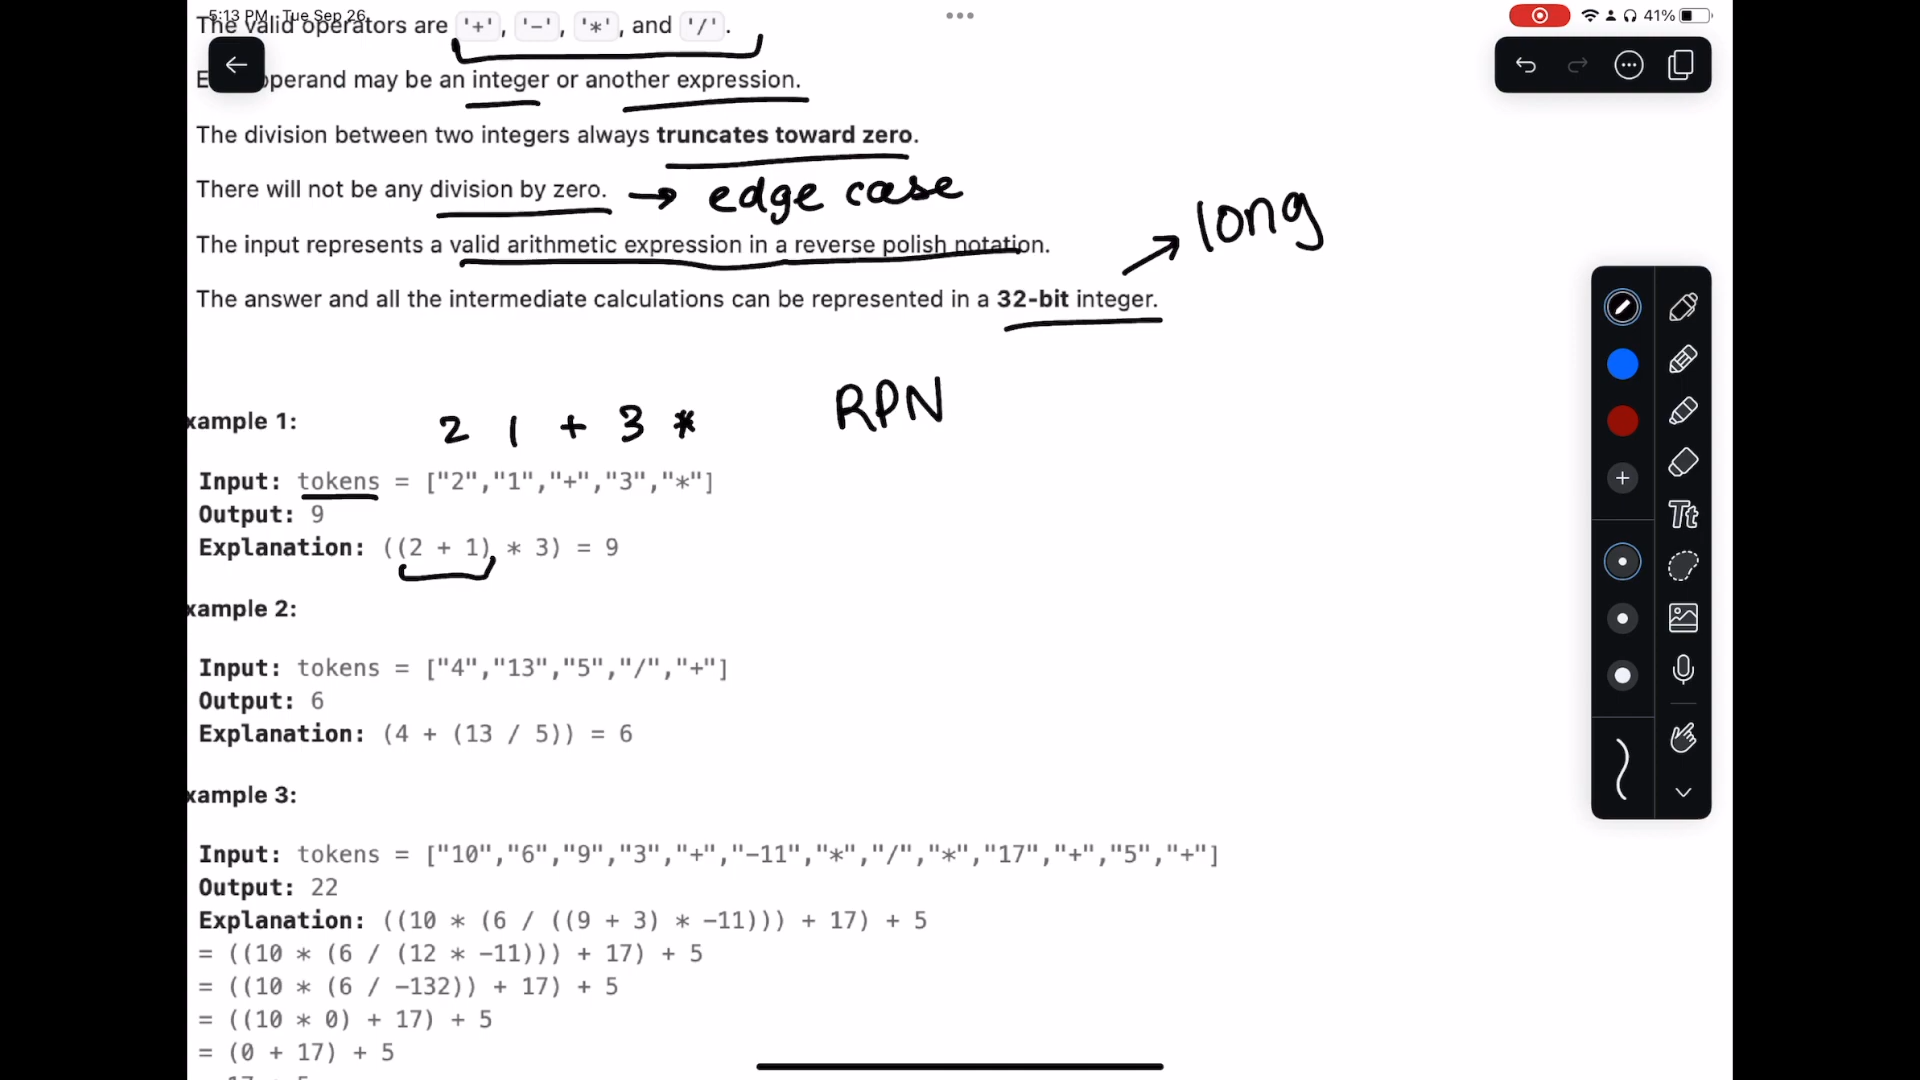 5:13 PM Tue Sep 26
41%
The valid operators are '+', '-', '*', and '/'.
operand may be an integer or another expression.
The division between two integers always truncates toward zero.
There will not be any division by zero. → edge case
long
The input represents a valid arithmetic expression in a reverse polish notation.
The answer and all the intermediate calculations can be represented in a 32-bit integer.
RPN
2 1 + 3 *
xample 1:
Input: tokens = ["2","1","+","3","*"]
Output: 9
Explanation: ((2 + 1) * 3) = 9
xample 2:
Input: tokens = ["4","13","5","/","+"]
Output: 6
Explanation: (4 + (13 / 5)) = 6
xample 3:
Input: tokens = ["10","6","9","3","+","-11","*","/","*","17","+","5","+"]
Output: 22
Explanation: ((10 * (6 / ((9 + 3) * -11))) + 17) + 5
= ((10 * (6 / (12 * -11))) + 17) + 5
= ((10 * (6 / -132)) + 17) + 5
= ((10 * 0) + 17) + 5
= (0 + 17) + 5
Tt